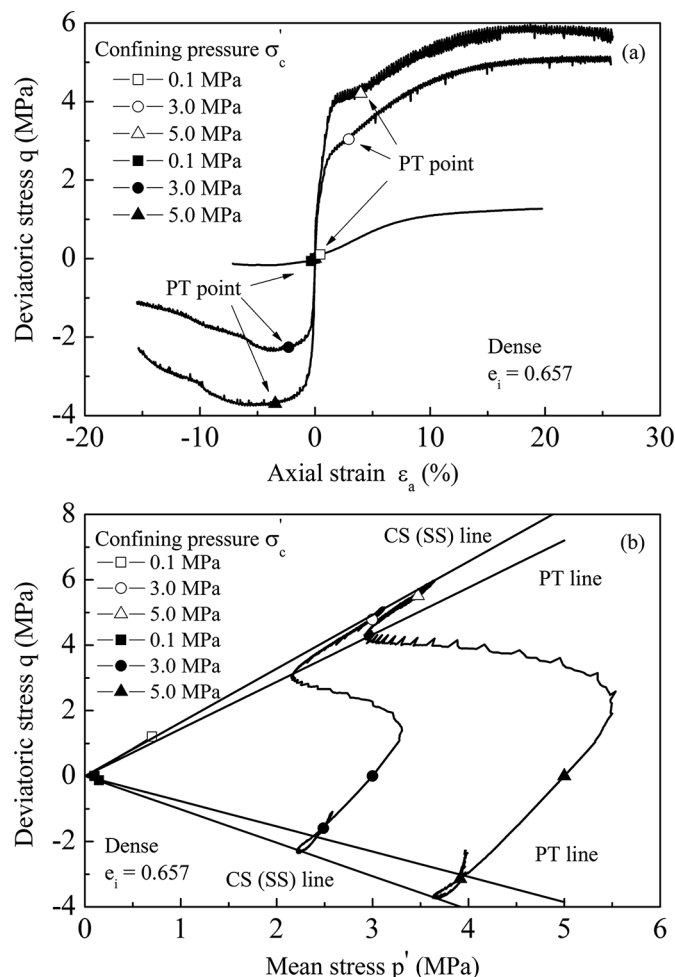 6
4
2
0
-2
-4
Deviatoric stress q (MPa)
Confining pressure σ'c
0.1 MPa
3.0 MPa
5.0 MPa
0.1 MPa
3.0 MPa
5.0 MPa
(a)
PT point
PT point
Dense
ei = 0.657
-20 -10 0 10 20 30
Axial strain εa (%)
8
6
4
2
0
-2
-4
Deviatoric stress q (MPa)
Confining pressure σ'c
0.1 MPa
3.0 MPa
5.0 MPa
0.1 MPa
3.0 MPa
5.0 MPa
CS (SS) line
(b)
PT line
Dense
ei = 0.657
CS (SS) line
PT line
0 1 2 3 4 5 6
Mean stress p' (MPa)